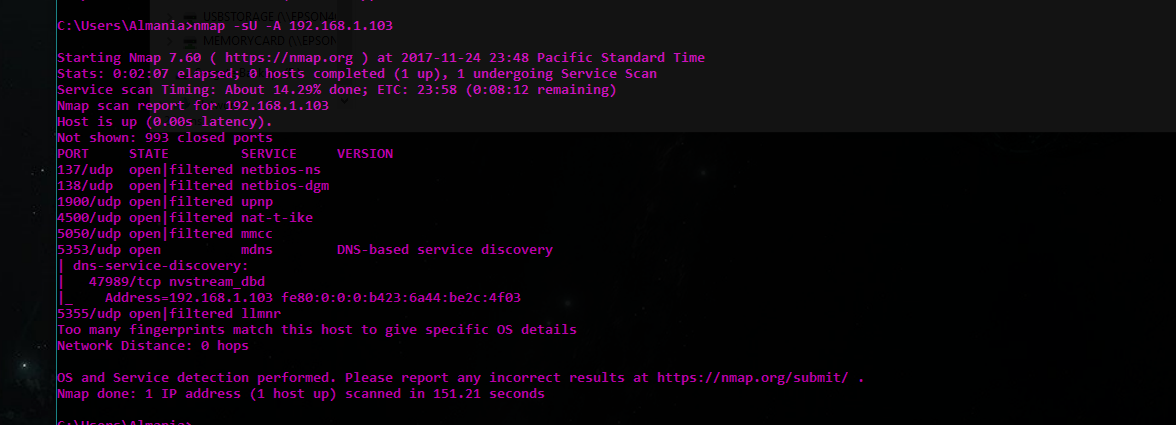 USBSTORAGE (\\EPSON
C:\Users\Almania>nmap -sU -A 192.168.1.103
MEMORYCARD (\\EPSON
Starting Nmap 7.60 ( https://nmap.org ) at 2017-11-24 23:48 Pacific Standard Time
Stats: 0:02:07 elapsed; 0 hosts completed (1 up), 1 undergoing Service Scan
Service scan Timing: About 14.29% done; ETC: 23:58 (0:08:12 remaining)
Nmap scan report for 192.168.1.103
Host is up (0.00s latency).
Not shown: 993 closed ports
PORT     STATE         SERVICE     VERSION
137/udp  open|filtered netbios-ns
138/udp  open|filtered netbios-dgm
1900/udp open|filtered upnp
4500/udp open|filtered nat-t-ike
5050/udp open|filtered mmcc
5353/udp open          mdns        DNS-based service discovery
| dns-service-discovery:
|   47989/tcp nvstream_dbd
|_    Address=192.168.1.103 fe80:0:0:0:b423:6a44:be2c:4f03
5355/udp open|filtered llmnr
Too many fingerprints match this host to give specific OS details
Network Distance: 0 hops
OS and Service detection performed. Please report any incorrect results at https://nmap.org/submit/ .
Nmap done: 1 IP address (1 host up) scanned in 151.21 seconds
C:\Users\Almania>